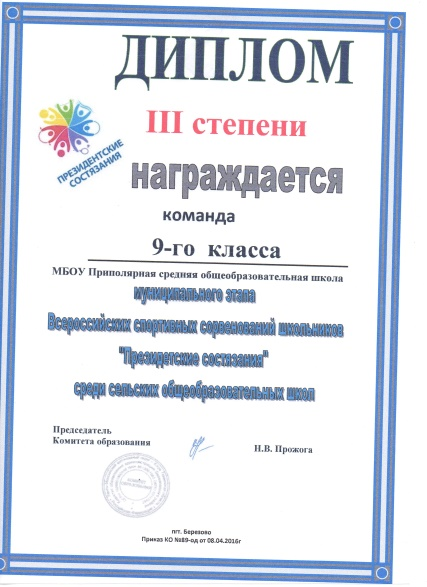 ДИПЛОМ
III степени
ПРЕЗИДЕНТСКИЕ
СОСТЯЗАНИЯ
награждается
команда
9-го класса
МБОУ Приполярная средняя общеобразовательная школа
муниципального этапа
Всероссийских спортивных соревнований школьников
"Президетские состязания"
среди сельских общеобразовательных школ
Председатель
Комитета образования
Н.В. Прожога
пгт. Березово
Приказ КО №89-од от 08.04.2016г